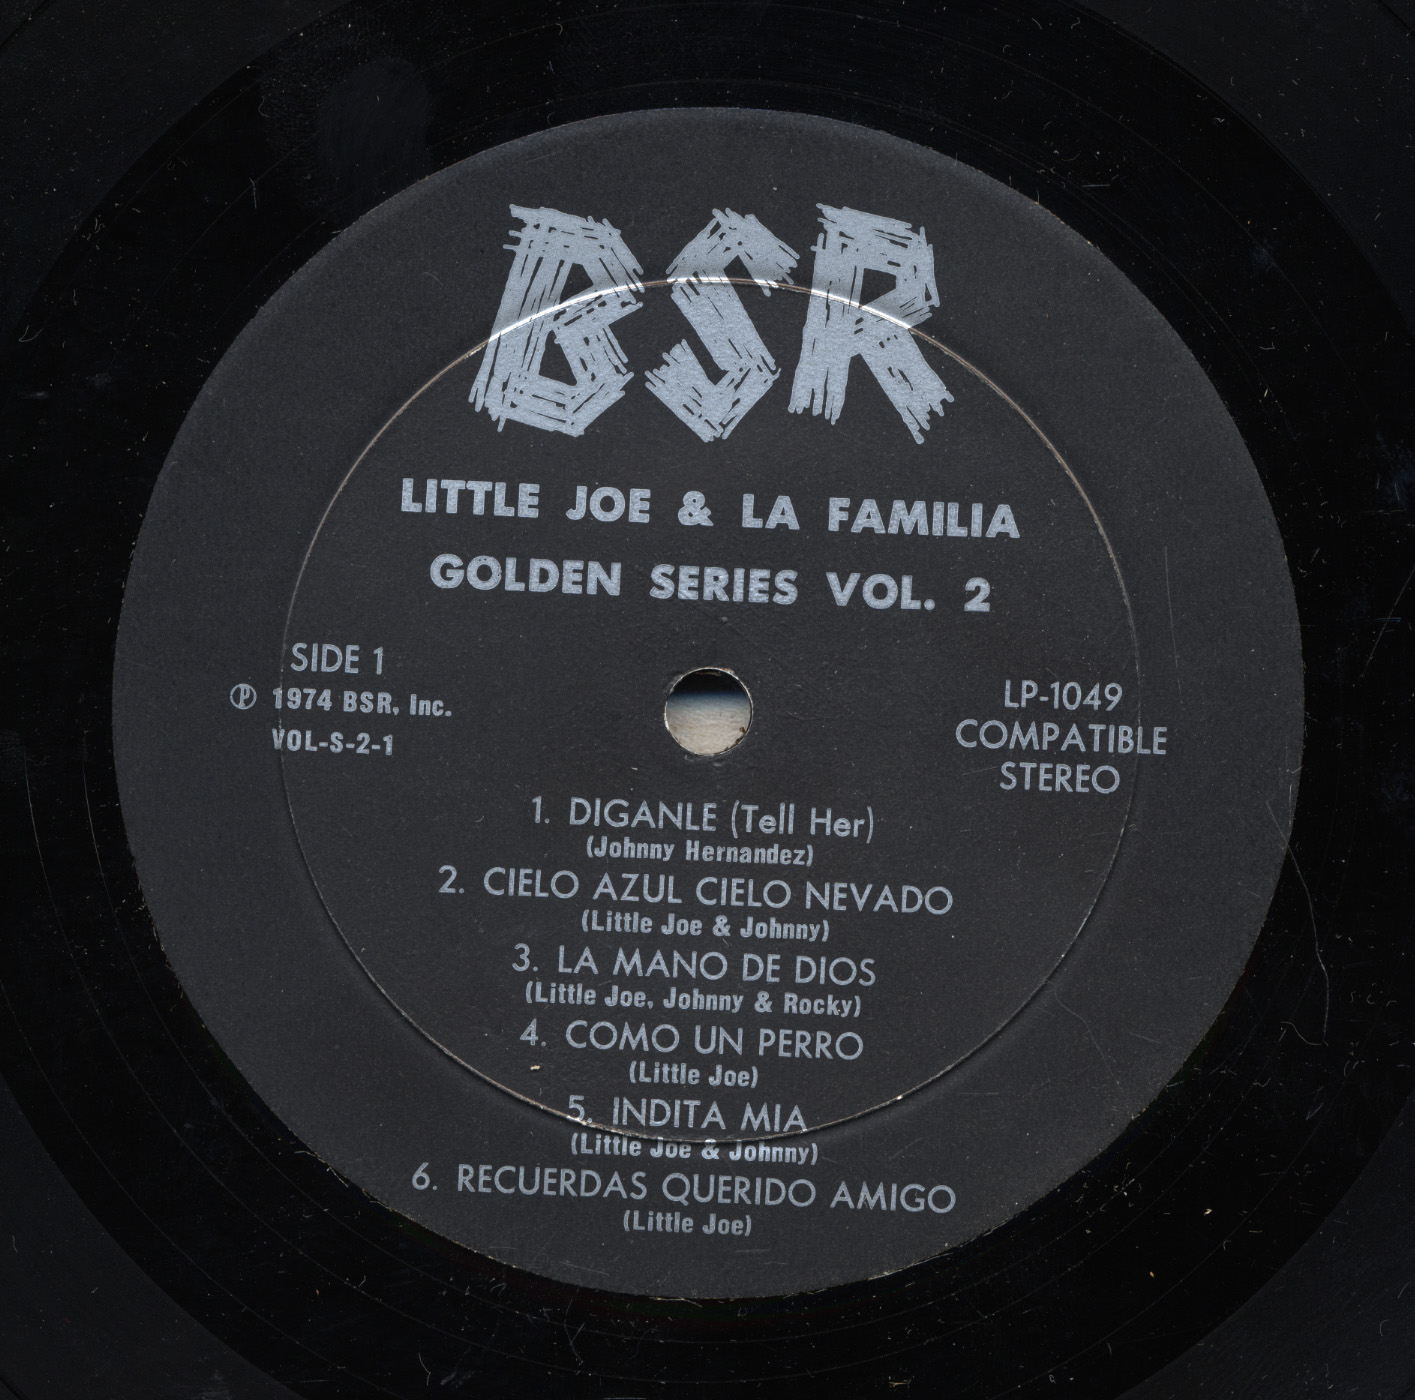 BSR
LITTLE JOE & LA FAMILIA
GOLDEN SERIES VOL. 2
SIDE 1
℗ 1974 BSR, Inc.
VOL-S-2-1
LP-1049
COMPATIBLE
STEREO
1. DIGANLE (Tell Her)
(Johnny Hernandez)
2. CIELO AZUL CIELO NEVADO
(Little Joe & Johnny)
3. LA MANO DE DIOS
(Little Joe, Johnny & Rocky)
4. COMO UN PERRO
(Little Joe)
5. INDITA MIA
(Little Joe & Johnny)
6. RECUERDAS QUERIDO AMIGO
(Little Joe)